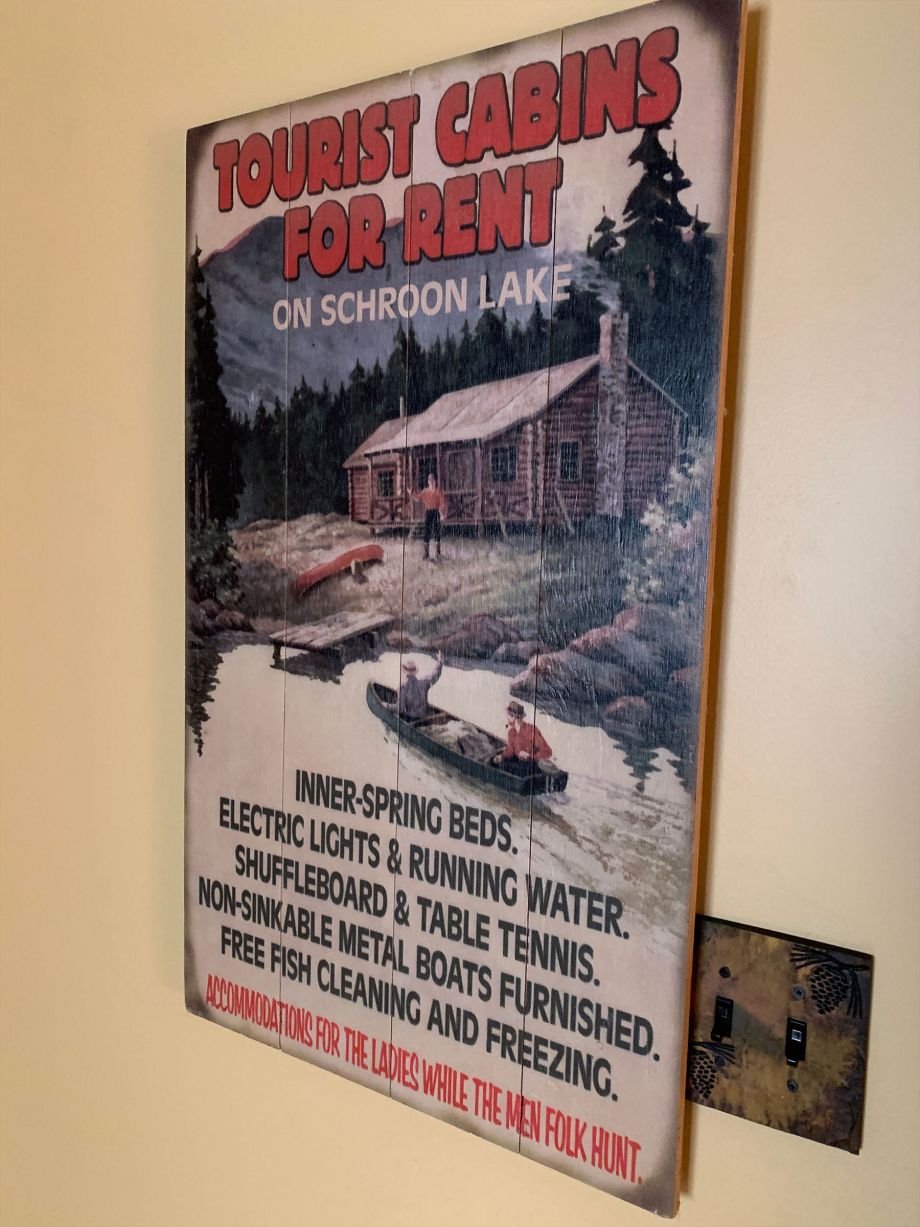 TOURIST CABINS
FOR RENT
ON SCHROON LAKE
INNER-SPRING BEDS.
ELECTRIC LIGHTS & RUNNING WATER.
SHUFFLEBOARD & TABLE TENNIS.
NON-SINKABLE METAL BOATS FURNISHED.
FREE FISH CLEANING AND FREEZING.
ACCOMMODATIONS FOR THE LADIES WHILE THE MEN FOLK HUNT.